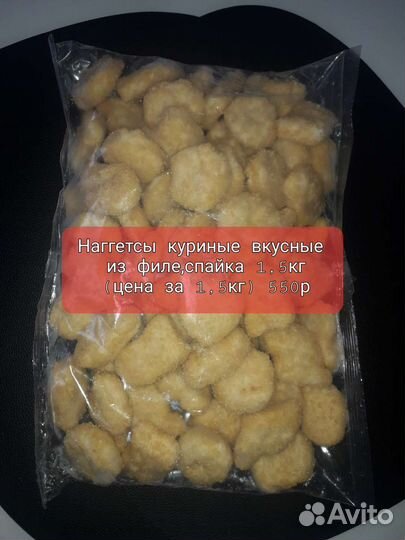 Наггетсы куриные вкусные
из филе,спайка 1.5кг
(цена за 1,5кг) 550р
Avito